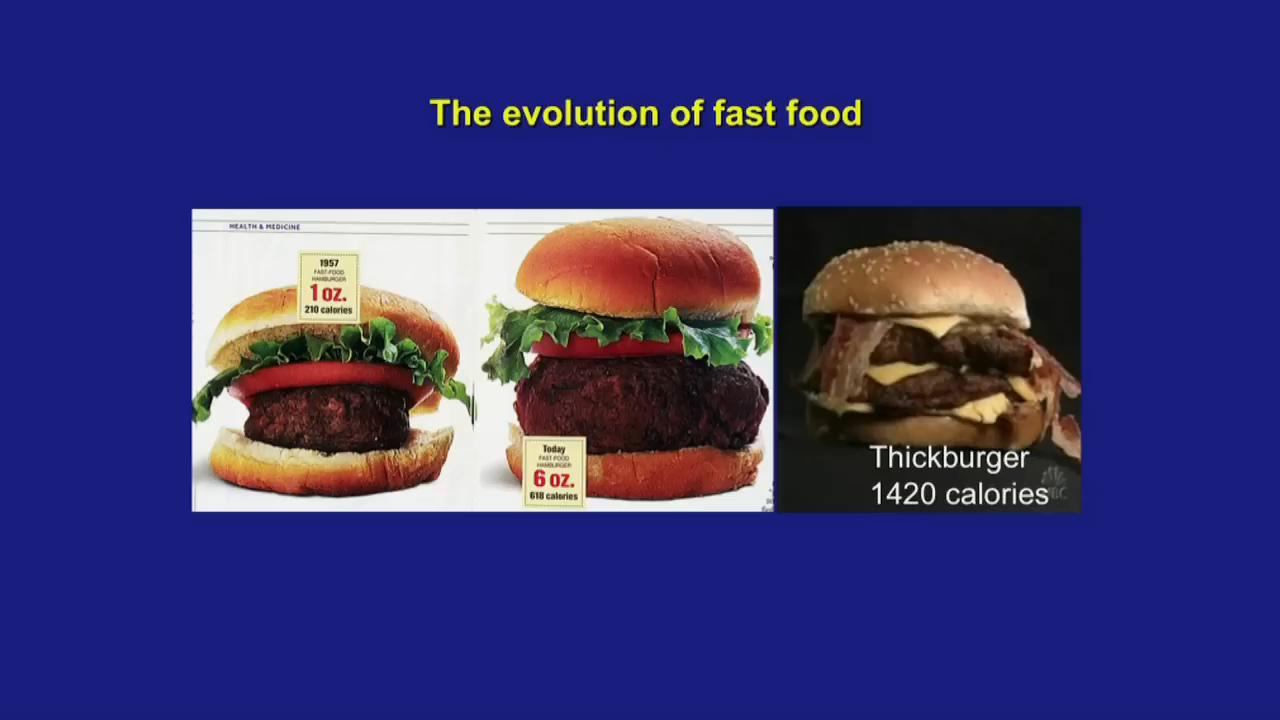 The evolution of fast food
HEALTH & MEDICINE
1957
FAST-FOOD
HAMBURGER
1 oz.
210 calories
Today
FAST-FOOD
HAMBURGER
6 oz.
618 calories
Thickburger
1420 calories